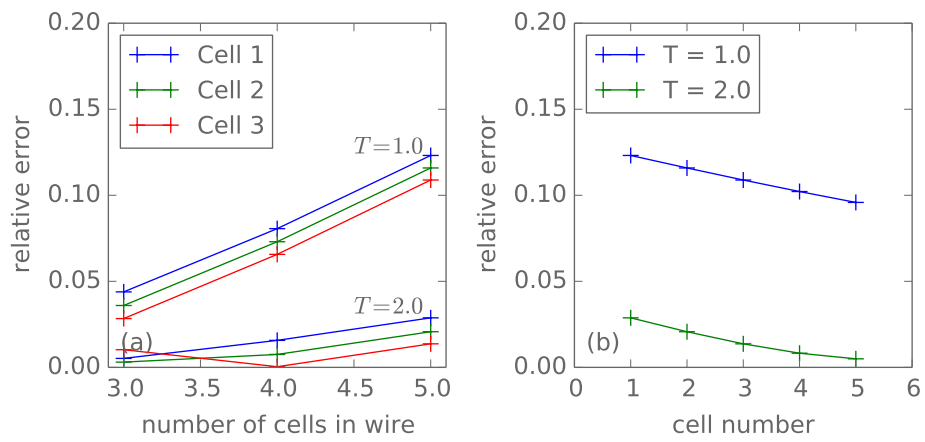 0.20
0.15
0.10
0.05
0.00
relative error
Cell 1
Cell 2
Cell 3
T=1.0
T=2.0
(a)
3.0 3.5 4.0 4.5 5.0
number of cells in wire
0.20
0.15
0.10
0.05
0.00
relative error
T = 1.0
T = 2.0
(b)
0 1 2 3 4 5 6
cell number